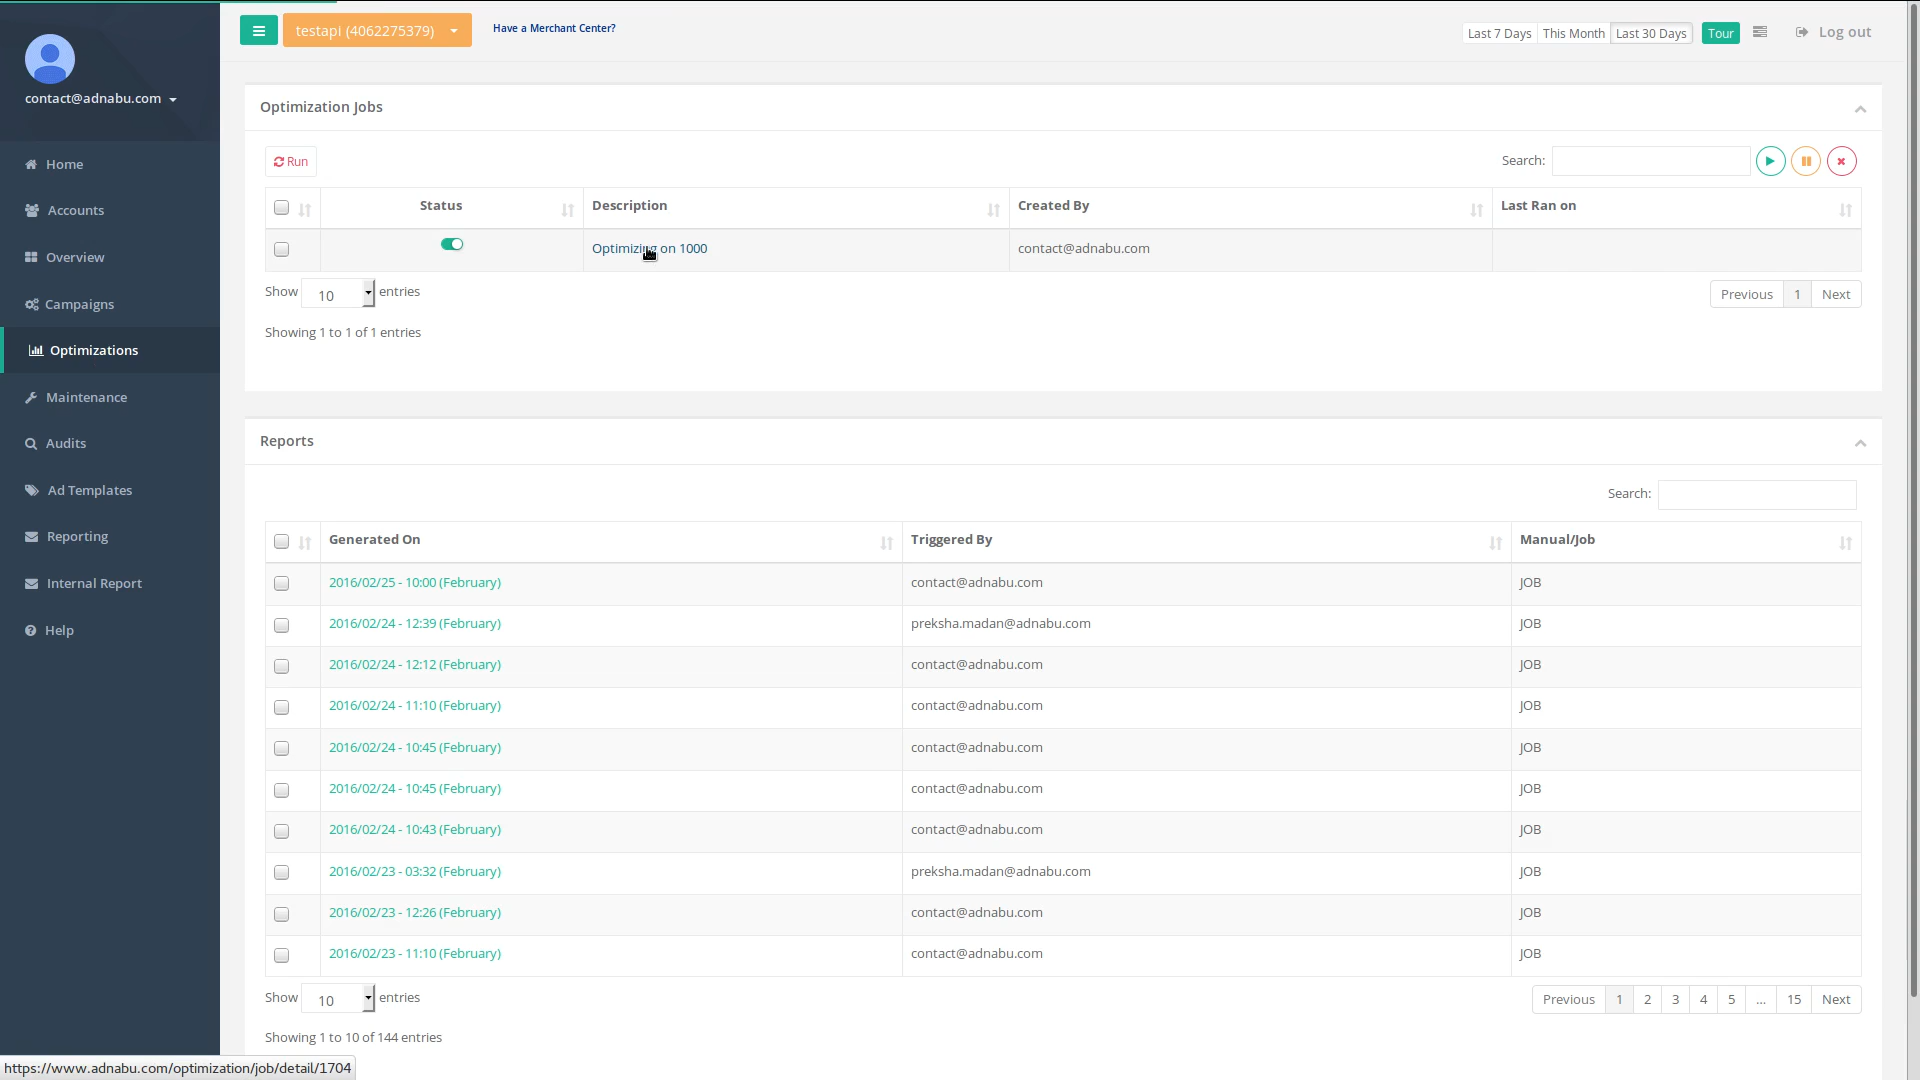 testapi (4062275379)
Have a Merchant Center?
Last 7 Days This Month Last 30 Days Tour Log out
contact@adnabu.com
Home
Accounts
Overview
Campaigns
Optimizations
Maintenance
Audits
Ad Templates
Reporting
Internal Report
Help
Optimization Jobs
Run Search:
Status Description Created By Last Ran on
Optimizing on 1000 contact@adnabu.com
Show 10 entries Previous 1 Next
Showing 1 to 1 of 1 entries
Reports
Search:
Generated On Triggered By Manual/Job
2016/02/25 - 10:00 (February) contact@adnabu.com JOB
2016/02/24 - 12:39 (February) preksha.madan@adnabu.com JOB
2016/02/24 - 12:12 (February) contact@adnabu.com JOB
2016/02/24 - 11:10 (February) contact@adnabu.com JOB
2016/02/24 - 10:45 (February) contact@adnabu.com JOB
2016/02/24 - 10:45 (February) contact@adnabu.com JOB
2016/02/24 - 10:43 (February) contact@adnabu.com JOB
2016/02/23 - 03:32 (February) preksha.madan@adnabu.com JOB
2016/02/23 - 12:26 (February) contact@adnabu.com JOB
2016/02/23 - 11:10 (February) contact@adnabu.com JOB
Show 10 entries Previous 1 2 3 4 5 ... 15 Next
Showing 1 to 10 of 144 entries
https://www.adnabu.com/optimization/job/detail/1704